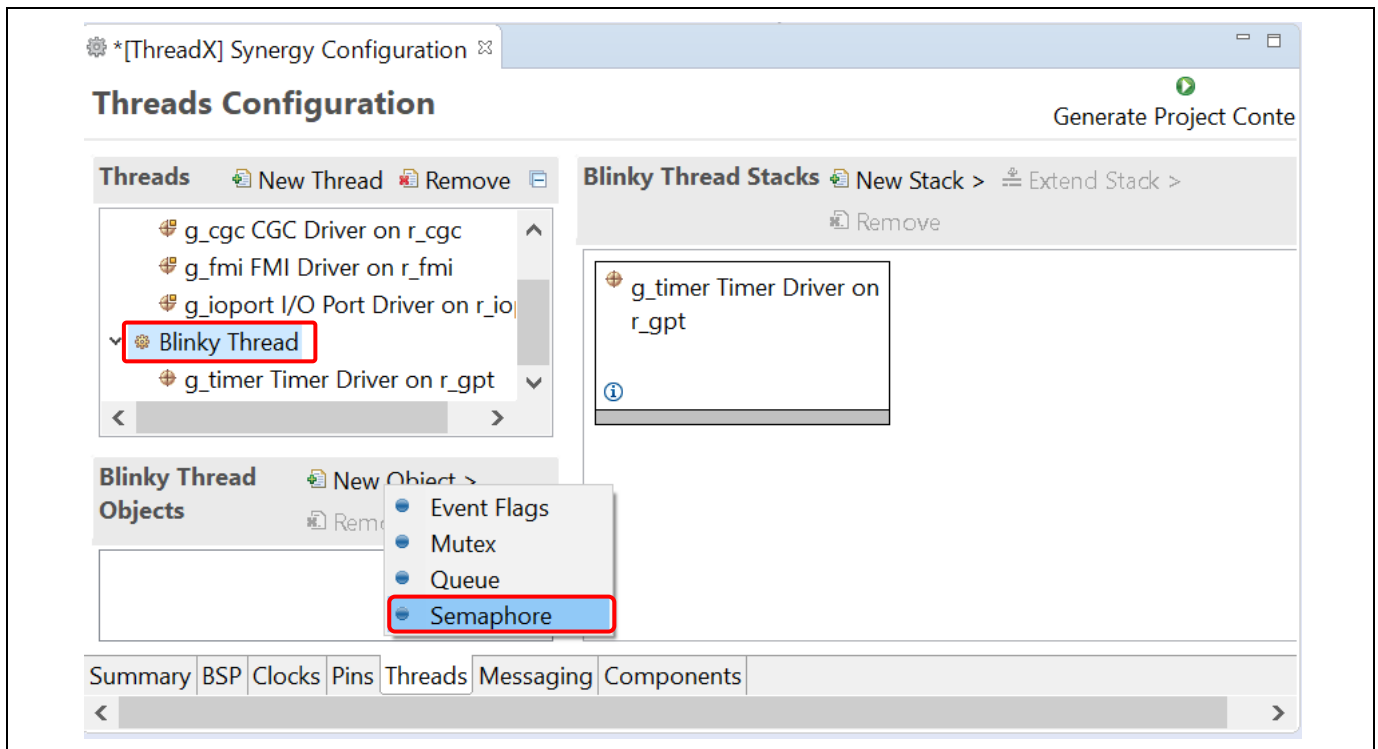 *[ThreadX] Synergy Configuration
Threads Configuration
Generate Project Conte
Threads New Thread Remove
Blinky Thread Stacks New Stack > Extend Stack >
Remove
g_cgc CGC Driver on r_cgc
g_fmi FMI Driver on r_fmi
g_ioport I/O Port Driver on r_iop
Blinky Thread
g_timer Timer Driver on r_gpt
g_timer Timer Driver on
r_gpt
Blinky Thread
Objects
New Object >
Remo
Event Flags
Mutex
Queue
Semaphore
Summary BSP Clocks Pins Threads Messaging Components